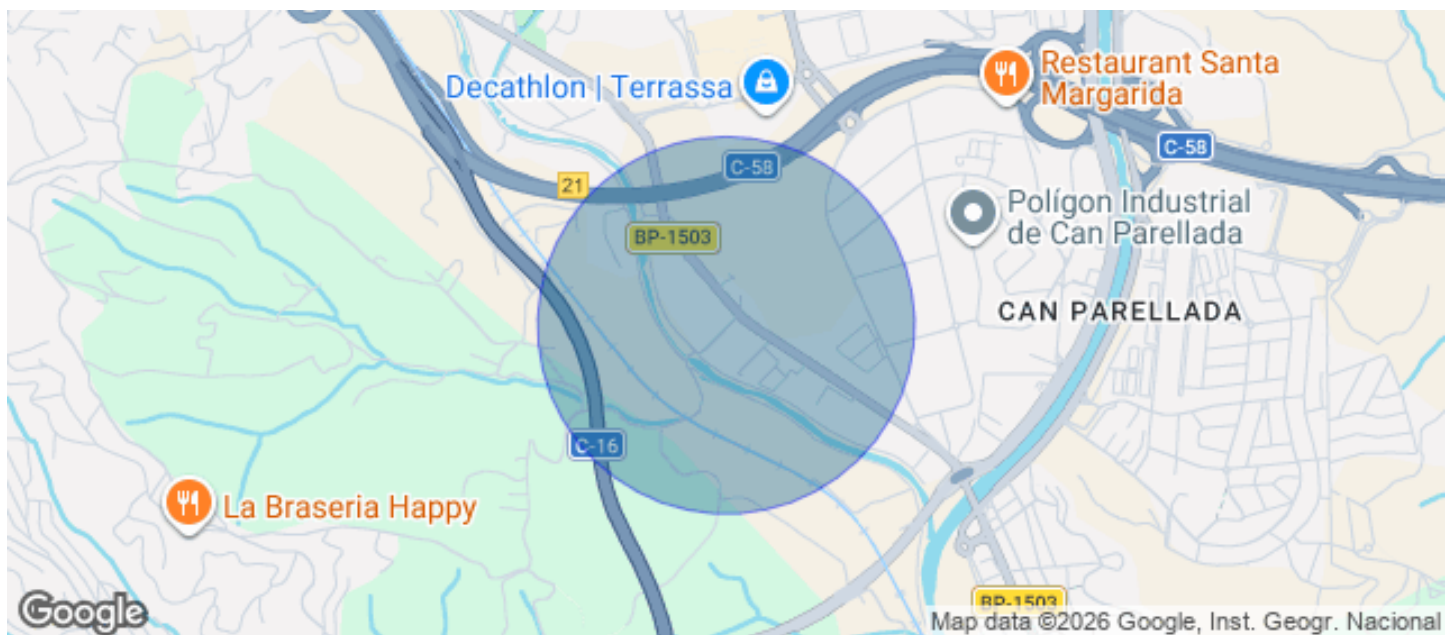 Decathlon | Terrassa
Restaurant Santa
Margarida
C-58
C-58
21
Polígon Industrial
de Can Parellada
BP-1503
CAN PARELLADA
C-16
La Braseria Happy
BP-1503
Google
Map data ©2026 Google, Inst. Geogr. Nacional